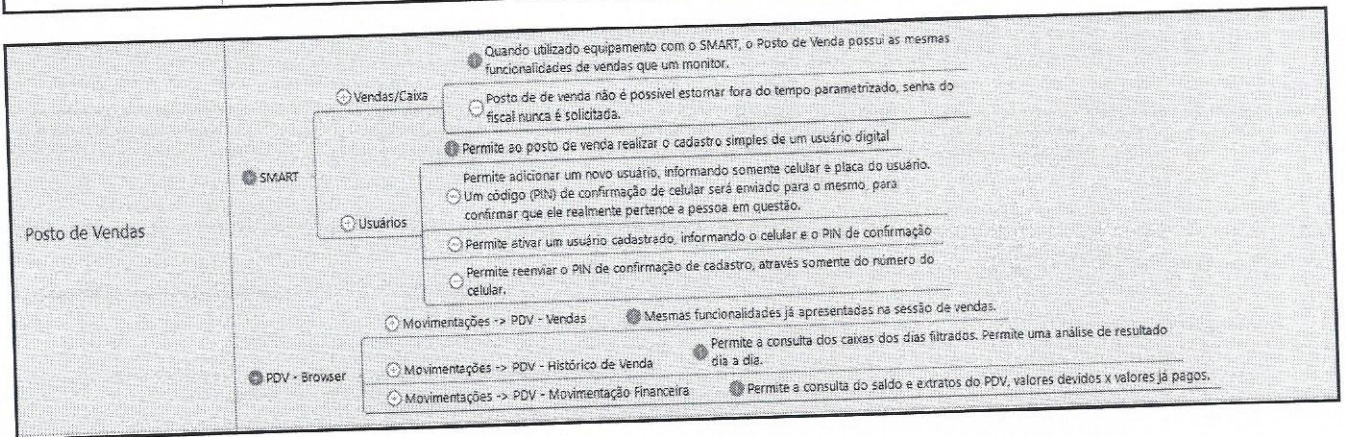 Posto de Vendas
SMART
Vendas/Caixa
Quando utilizado equipamento com o SMART, o Posto de Venda possui as mesmas
funcionalidades de vendas que um monitor.
Posto de de venda não é possivel estornar fora do tempo parametrizado, senha do
fiscal nunca é solicitada.
Usuários
Permite ao posto de venda realizar o cadastro simples de um usuário digital
Permite adicionar um novo usuário, informando somente celular e placa do usuário.
Um código (PIN) de confirmação de celular será enviado para o mesmo, para
confirmar que ele realmente pertence a pessoa em questão.
Permite ativar um usuário cadastrado, informando o celular e o PIN de confirmação
Permite reenviar o PIN de confirmação de cadastro, através somente do número do
celular.
PDV - Browser
Movimentações -> PDV - Vendas
Mesmas funcionalidades já apresentadas na sessão de vendas.
Movimentações -> PDV - Histórico de Venda
Permite a consulta dos caixas dos dias filtrados. Permite uma análise de resultado
dia a dia.
Movimentações -> PDV - Movimentação Financeira
Permite a consulta do saldo e extratos do PDV, valores devidos x valores já pagos.